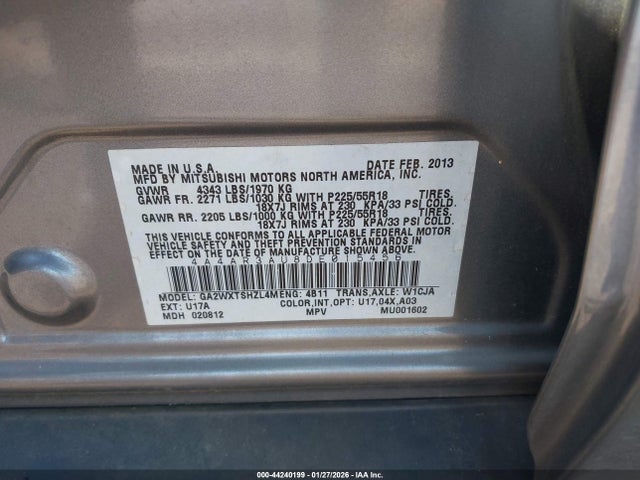 MADE IN U.S.A. DATE FEB. 2013
MFD BY MITSUBISHI MOTORS NORTH AMERICA, INC.
GVWR 4343 LBS/1970 KG
GAWR FR. 2271 LBS/1030 KG WITH P225/55R18 TIRES,
18X7J RIMS AT 230 KPA/33 PSI COLD.
GAWR RR. 2205 LBS/1000 KG WITH P225/55R18 TIRES,
18X7J RIMS AT 230 KPA/33 PSI COLD.
THIS VEHICLE CONFORMS TO ALL APPLICABLE FEDERAL MOTOR
VEHICLE SAFETY AND THEFT PREVENTION STANDARDS IN
EFFECT ON THE DATE OF MANUFACTURE SHOWN ABOVE.
MODEL: GA2WXTSHZL4M ENG: 4B11 TRANS,AXLE: W1CJA
EXT: U17A COLOR,INT,OPT: U17,04X,A03
MDH 020812 MPV MU001602
000-44240199 | 01/27/2026 | IAA Inc.